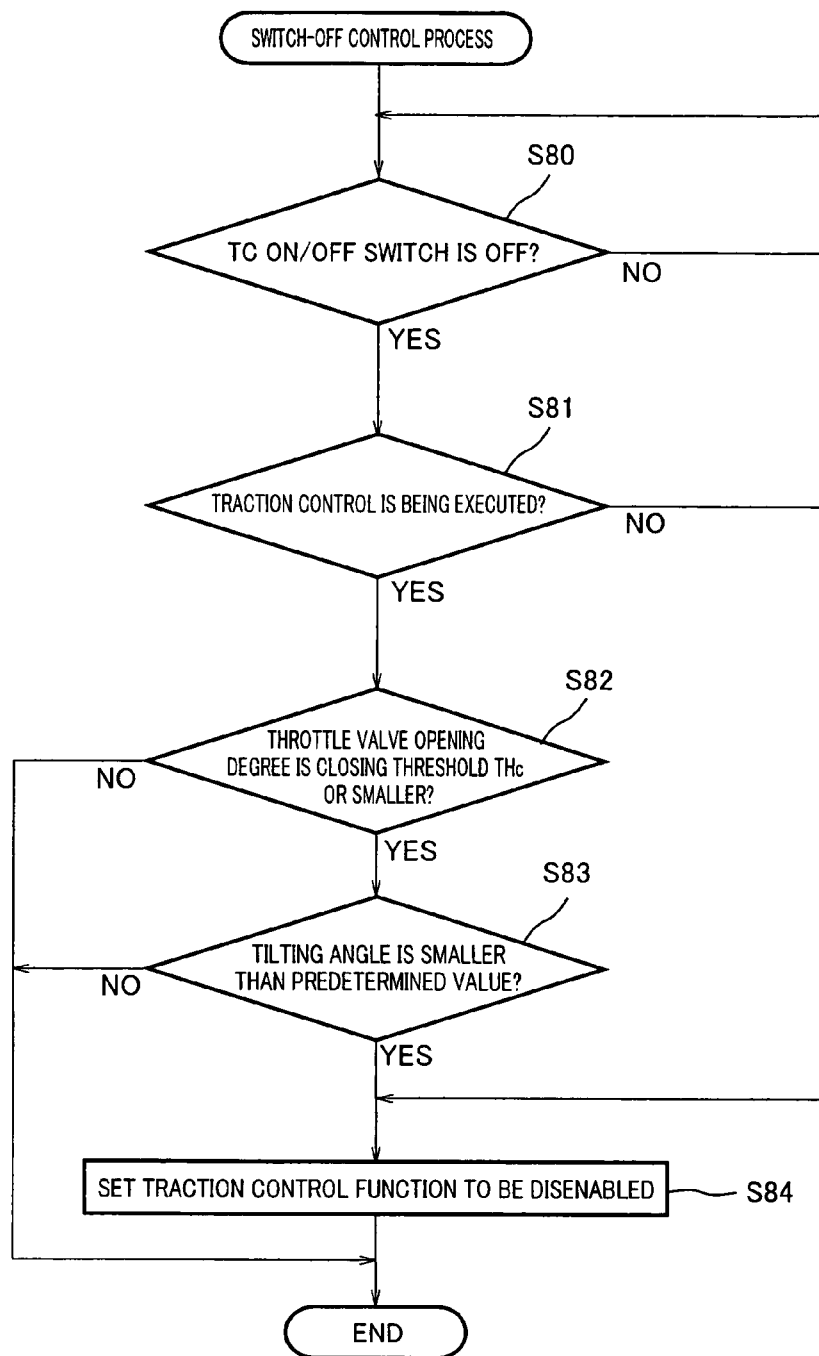 SWITCH-OFF CONTROL PROCESS
S80
TC ON/OFF SWITCH IS OFF?
NO
YES
S81
TRACTION CONTROL IS BEING EXECUTED?
NO
YES
S82
THROTTLE VALVE OPENING
DEGREE IS CLOSING THRESHOLD THc
OR SMALLER?
NO
YES
S83
TILTING ANGLE IS SMALLER
THAN PREDETERMINED VALUE?
NO
YES
SET TRACTION CONTROL FUNCTION TO BE DISENABLED
S84
END